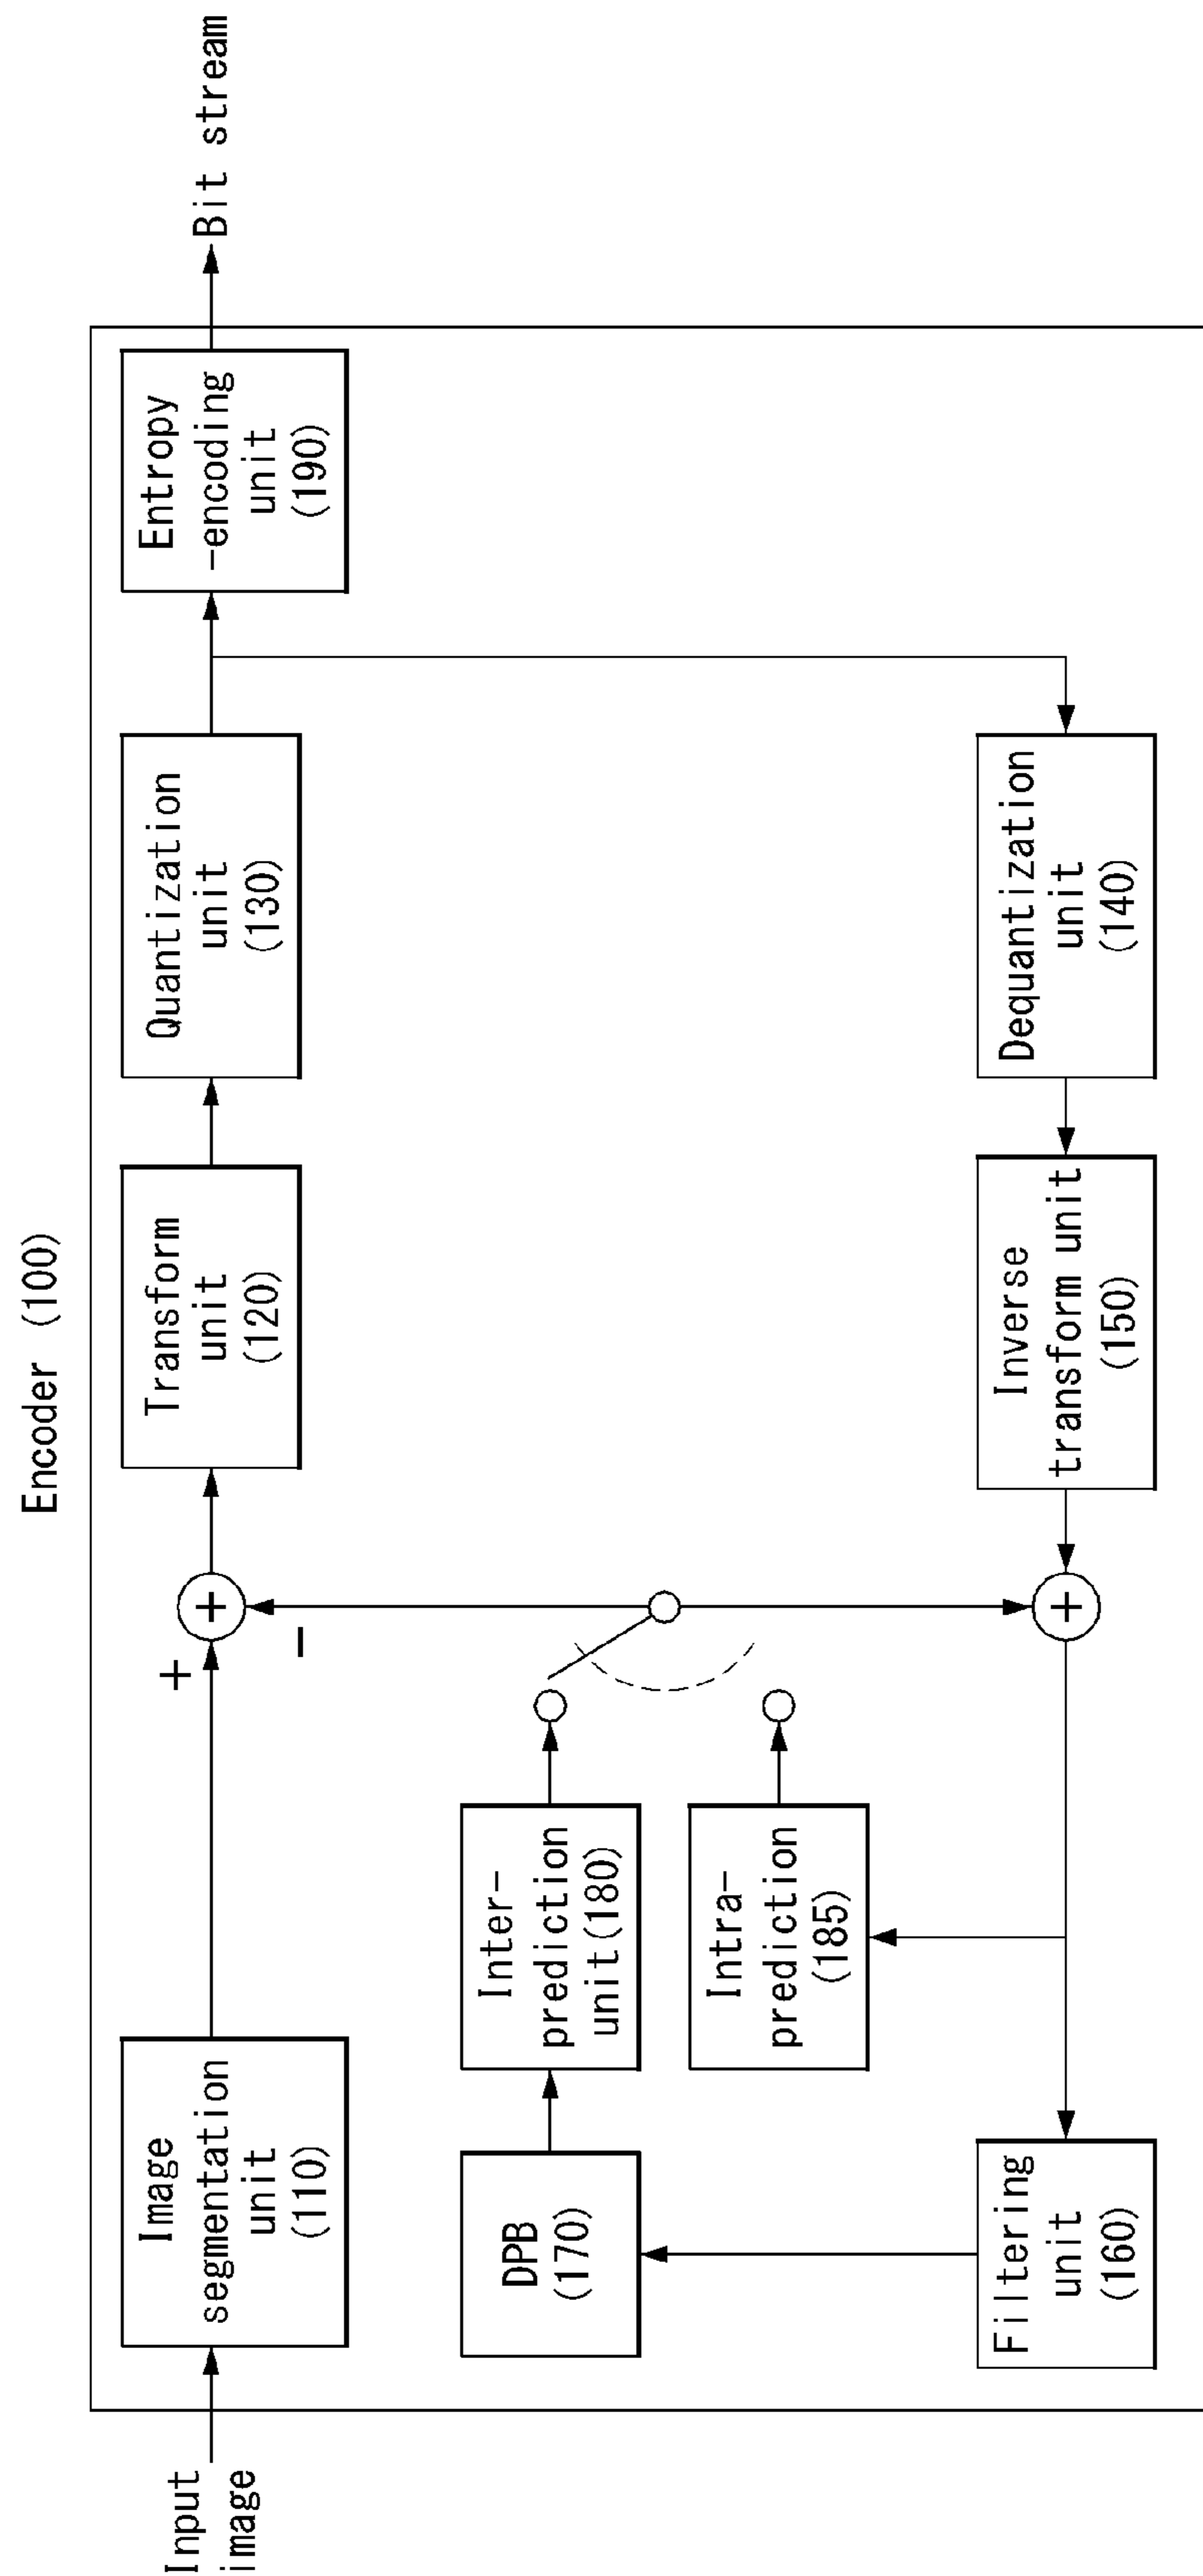 Encoder (100)
Input
image
Image
segmentation
unit
(110)
+
−
+
Transform
unit
(120)
Quantization
unit
(130)
Entropy
-encoding
unit
(190)
Bit stream
DPB
(170)
Inter-
prediction
unit(180)
Intra-
prediction
(185)
Filtering
unit
(160)
+
Inverse
transform unit
(150)
Dequantization
unit
(140)